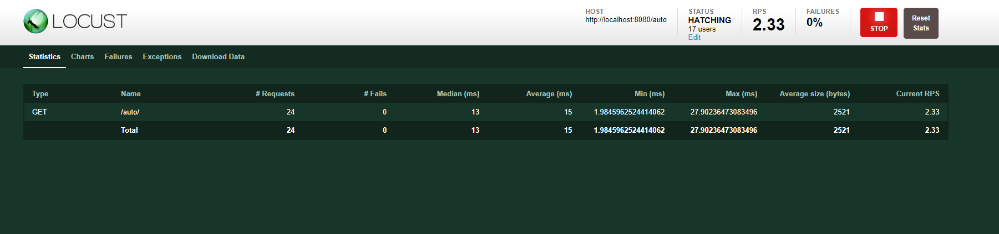 LOCUST
HOST
http://localhost:8080/auto
STATUS
HATCHING
17 users
Edit
RPS
2.33
FAILURES
0%
STOP
Reset
Stats
Statistics Charts Failures Exceptions Download Data
Type Name # Requests # Fails Median (ms) Average (ms) Min (ms) Max (ms) Average size (bytes) Current RPS
GET /auto/ 24 0 13 15 1.9845962524414062 27.90236473083496 2521 2.33
Total 24 0 13 15 1.9845962524414062 27.90236473083496 2521 2.33